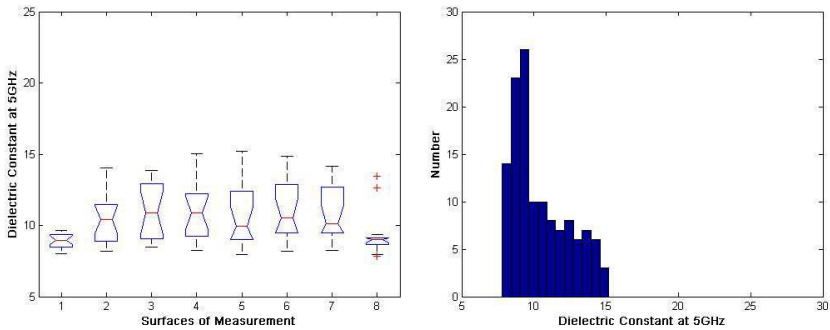 25
20
15
10
5
Dielectric Constant at 5GHz
1 2 3 4 5 6 7 8
Surfaces of Measurement
30
25
20
15
10
5
0
Number
5 10 15 20 25 30
Dielectric Constant at 5GHz